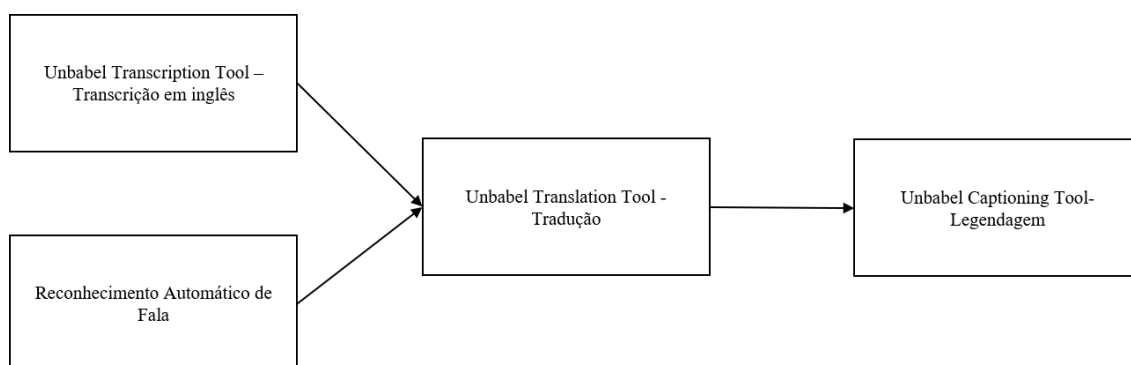 Unbabel Transcription Tool –
Transcrição em inglês
Reconhecimento Automático de
Fala
Unbabel Translation Tool -
Tradução
Unbabel Captioning Tool-
Legendagem